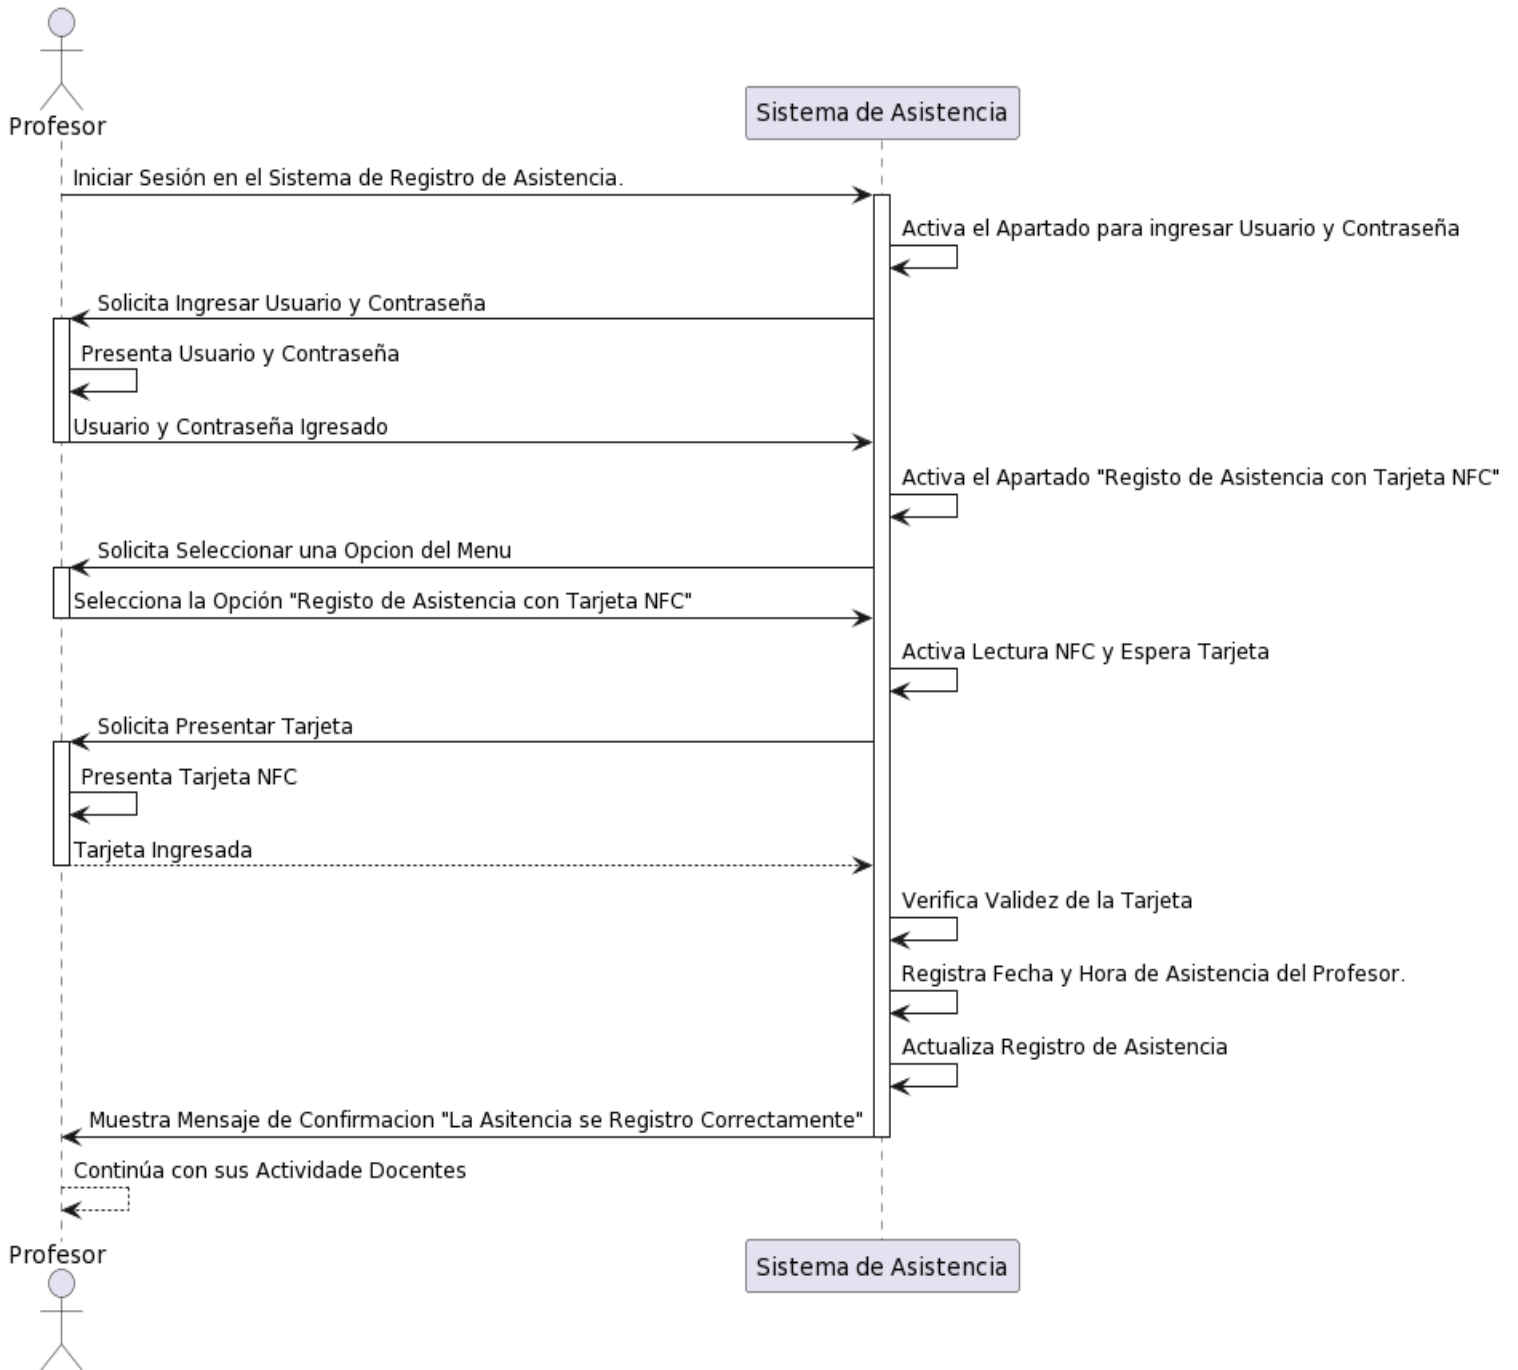 Profesor
Sistema de Asistencia
Iniciar Sesión en el Sistema de Registro de Asistencia.
Activa el Apartado para ingresar Usuario y Contraseña
Solicita Ingresar Usuario y Contraseña
Presenta Usuario y Contraseña
Usuario y Contraseña Igresado
Activa el Apartado "Registo de Asistencia con Tarjeta NFC"
Solicita Seleccionar una Opcion del Menu
Selecciona la Opción "Registo de Asistencia con Tarjeta NFC"
Activa Lectura NFC y Espera Tarjeta
Solicita Presentar Tarjeta
Presenta Tarjeta NFC
Tarjeta Ingresada
Verifica Validez de la Tarjeta
Registra Fecha y Hora de Asistencia del Profesor.
Actualiza Registro de Asistencia
Muestra Mensaje de Confirmacion "La Asitencia se Registro Correctamente"
Continúa con sus Actividade Docentes
Profesor
Sistema de Asistencia